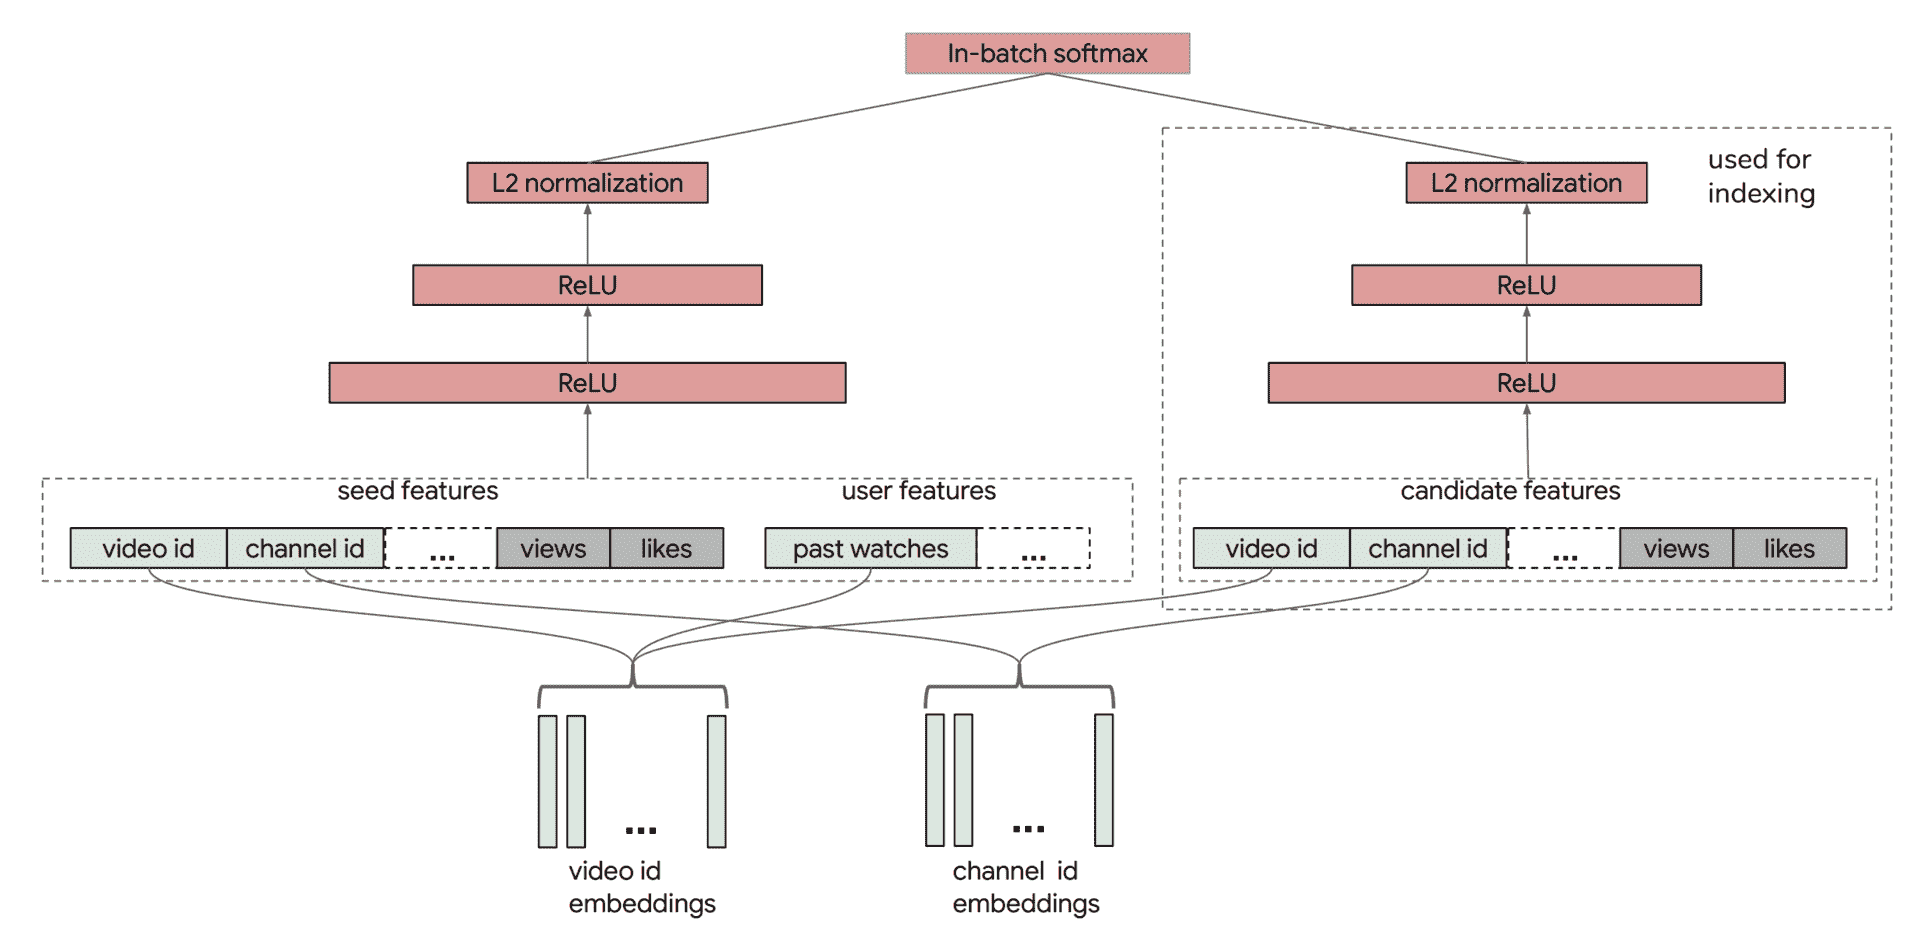 In-batch softmax
used for
indexing
L2 normalization
L2 normalization
ReLU
ReLU
ReLU
ReLU
seed features
user features
candidate features
video id
channel id
...
views
likes
past watches
...
video id
channel id
...
views
likes
...
...
video id
embeddings
channel id
embeddings